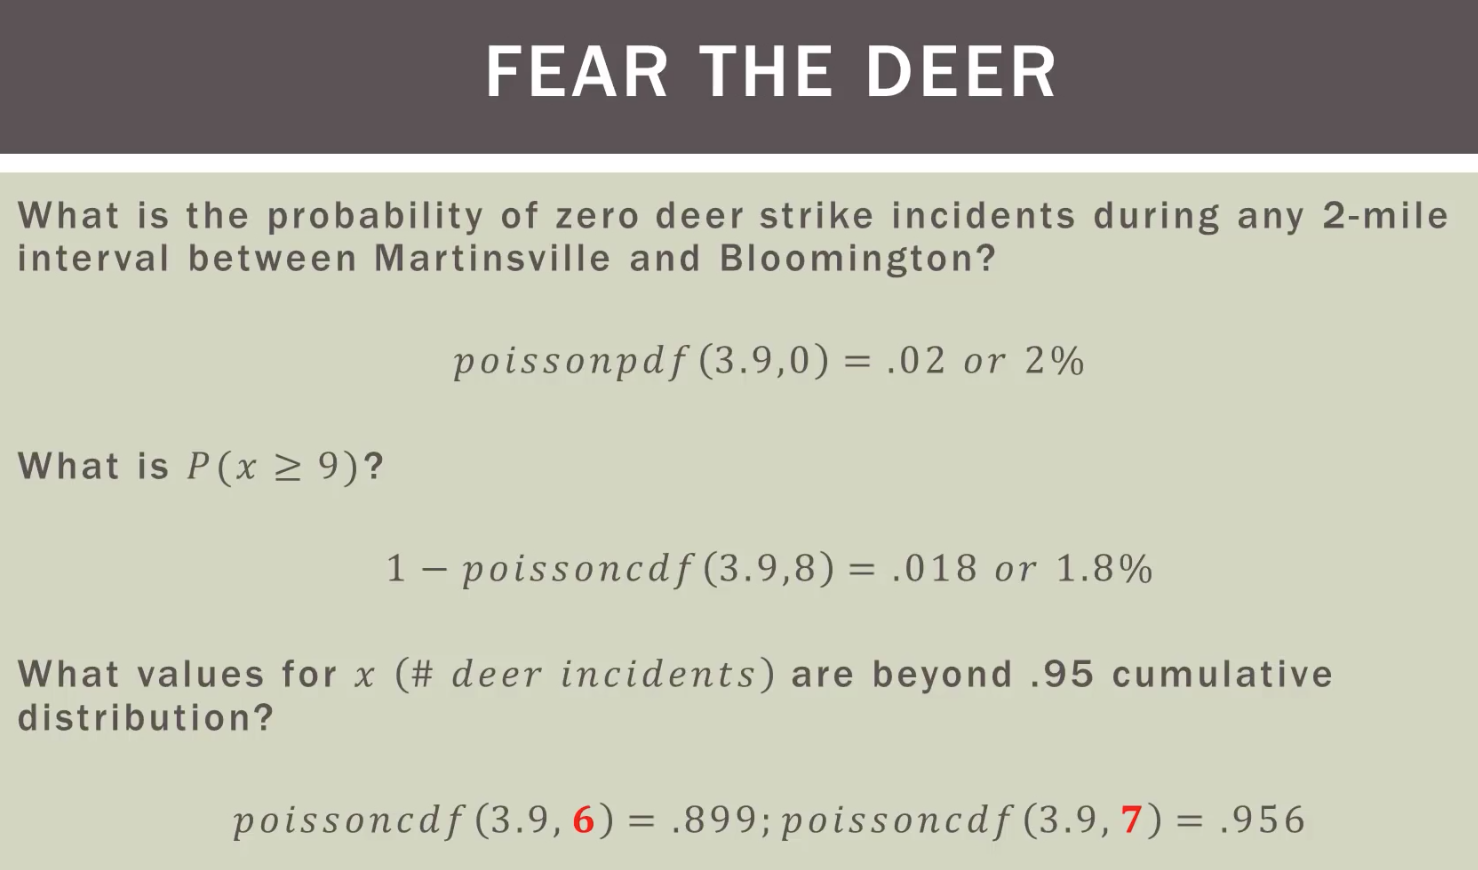 FEAR THE DEER
What is the probability of zero deer strike incidents during any 2-mile
interval between Martinsville and Bloomington?
poissonpdf(3.9,0) = .02 or 2%
What is P(x ≥ 9)?
1 − poissoncdf(3.9,8) = .018 or 1.8%
What values for x (# deer incidents) are beyond .95 cumulative
distribution?
poissoncdf(3.9, 6) = .899; poissoncdf(3.9, 7) = .956